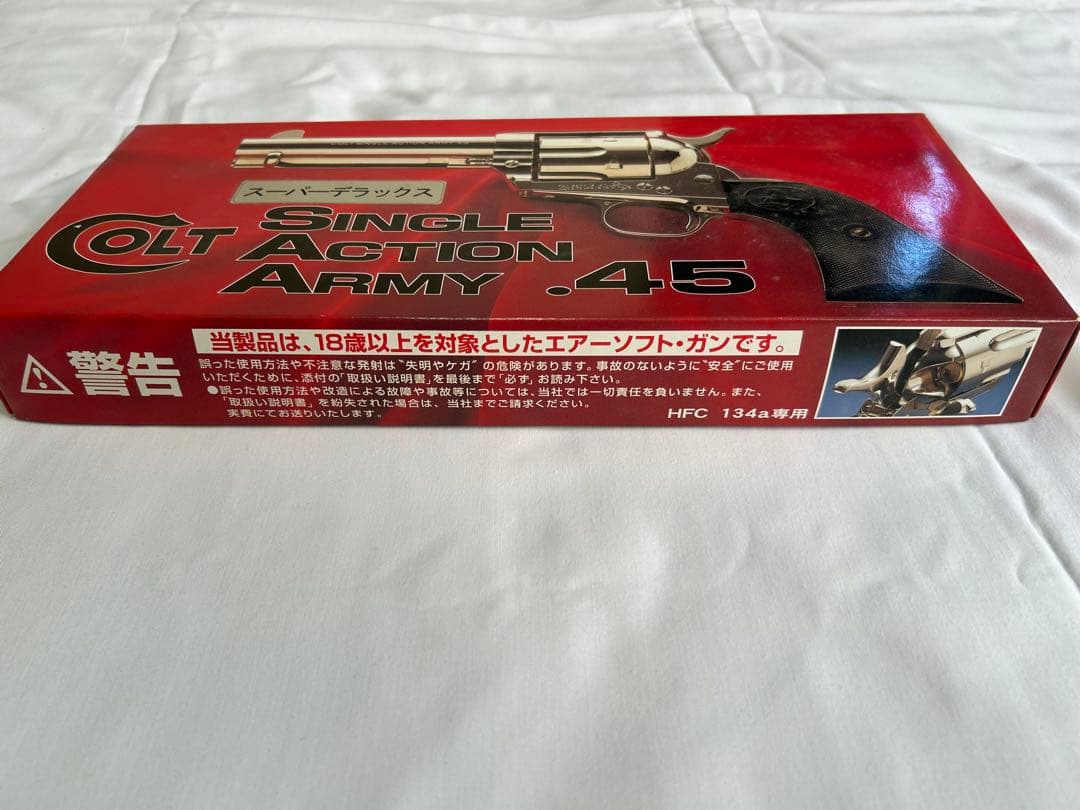 スーパーデラックス
COLT SINGLE
ACTION
ARMY .45
警告
当製品は、18歳以上を対象としたエアーソフト・ガンです。
誤った使用方法や不注意な発射は“失明やケガ”の危険があります。事故のないように“安全”にご使用
いただくために、添付の「取扱い説明書」を最後まで「必ず」お読み下さい。
●誤った使用方法や改造による故障や事故等については、当社では一切責任を負いません。また、
「取扱い説明書」を紛失された場合は、当社までご請求ください。
実費にてお送りいたします。
HFC 134a専用